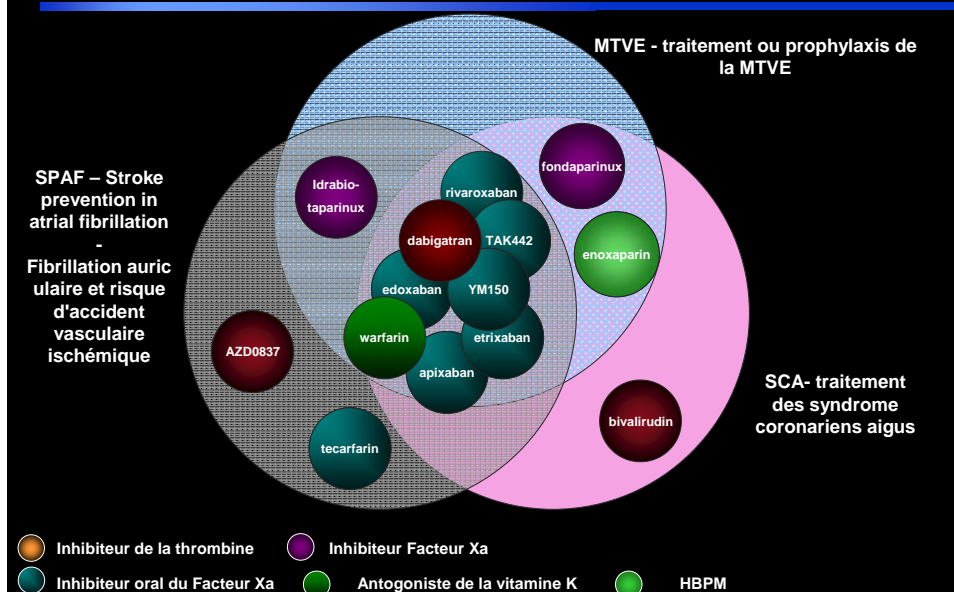 MTVE - traitement ou prophylaxis de
la MTVE
SPAF – Stroke
prevention in
atrial fibrillation
-
Fibrillation auric
ulaire et risque
d'accident
vasculaire
ischémique
Idrabio-
taparinux
rivaroxaban
fondaparinux
dabigatran
TAK442
enoxaparin
edoxaban
YM150
warfarin
etrixaban
apixaban
AZD0837
tecarfarin
bivalirudin
SCA- traitement
des syndrome
coronariens aigus
Inhibiteur de la thrombine
Inhibiteur Facteur Xa
Inhibiteur oral du Facteur Xa
Antogoniste de la vitamine K
HBPM